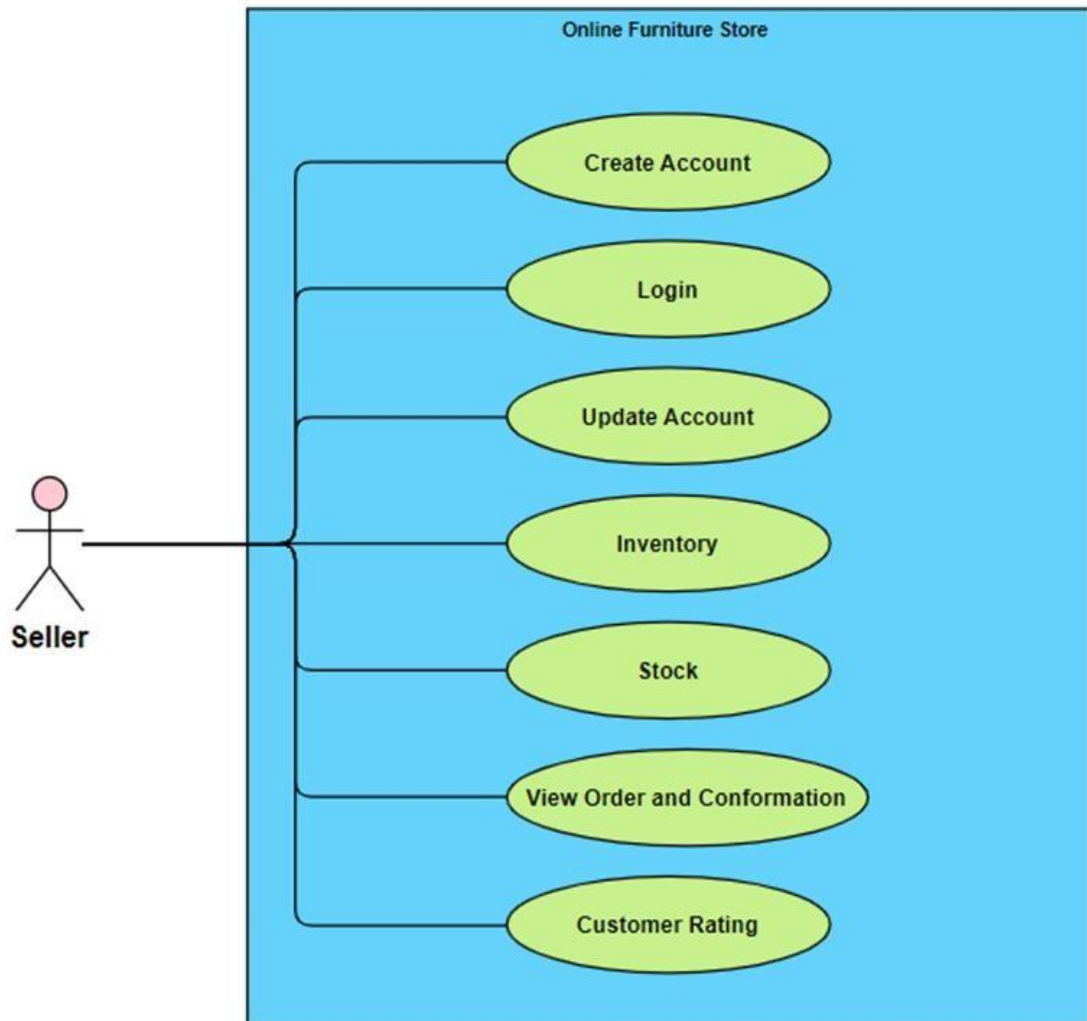 Online Furniture Store
Create Account
Login
Update Account
Inventory
Seller
Stock
View Order and Conformation
Customer Rating